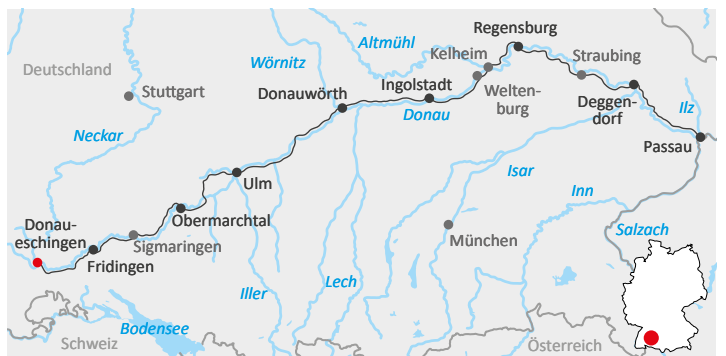 Regensburg
Altmühl
Kelheim
Straubing
Wörnitz
Deutschland
Ingolstadt
Stuttgart
Donauwörth
Welten-
burg
Deggen-
dorf
Ilz
Donau
Neckar
Passau
Isar
Ulm
Inn
Obermarchtal
Donau-
eschingen
Salzach
Sigmaringen
München
Fridingen
Iller
Lech
Bodensee
Schweiz
Österreich